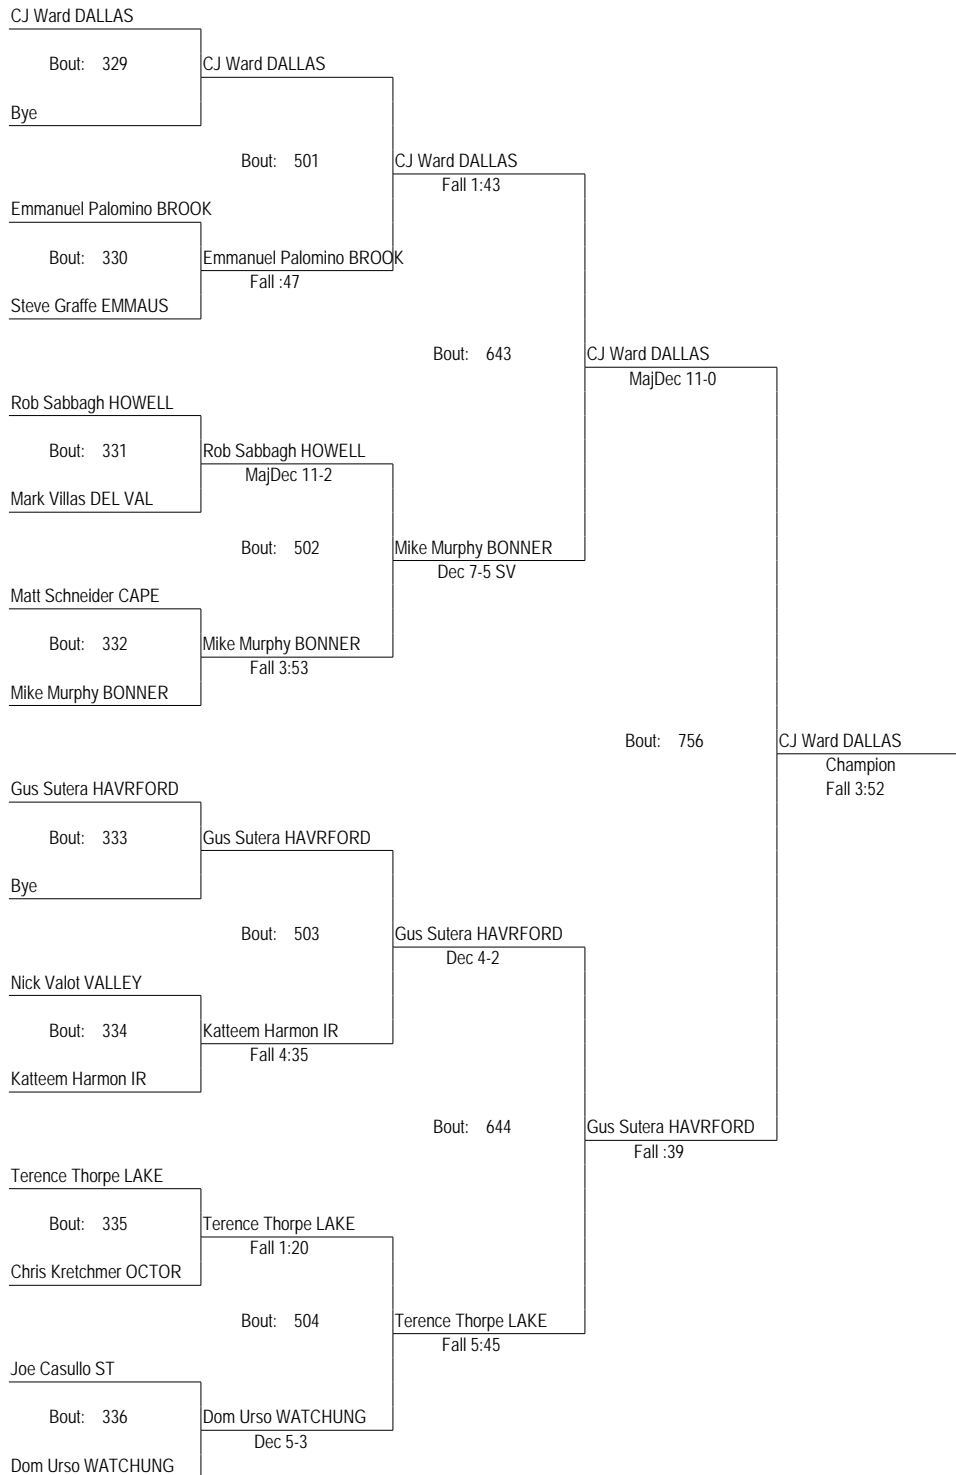 CJ Ward DALLAS
Bout: 329
CJ Ward DALLAS
Bye
Bout: 501
CJ Ward DALLAS
Fall 1:43
Emmanuel Palomino BROOK
Bout: 330
Emmanuel Palomino BROOK
Fall :47
Steve Graffe EMMAUS
Bout: 643
CJ Ward DALLAS
MajDec 11-0
Rob Sabbagh HOWELL
Bout: 331
Rob Sabbagh HOWELL
MajDec 11-2
Mark Villas DEL VAL
Bout: 502
Mike Murphy BONNER
Dec 7-5 SV
Matt Schneider CAPE
Bout: 332
Mike Murphy BONNER
Fall 3:53
Mike Murphy BONNER
Bout: 756
CJ Ward DALLAS
Champion
Fall 3:52
Gus Sutera HAVRFORD
Bout: 333
Gus Sutera HAVRFORD
Bye
Bout: 503
Gus Sutera HAVRFORD
Dec 4-2
Nick Valot VALLEY
Bout: 334
Katteem Harmon IR
Fall 4:35
Katteem Harmon IR
Bout: 644
Gus Sutera HAVRFORD
Fall :39
Terence Thorpe LAKE
Bout: 335
Terence Thorpe LAKE
Fall 1:20
Chris Kretchmer OCTOR
Bout: 504
Terence Thorpe LAKE
Fall 5:45
Joe Casullo ST
Bout: 336
Dom Urso WATCHUNG
Dec 5-3
Dom Urso WATCHUNG